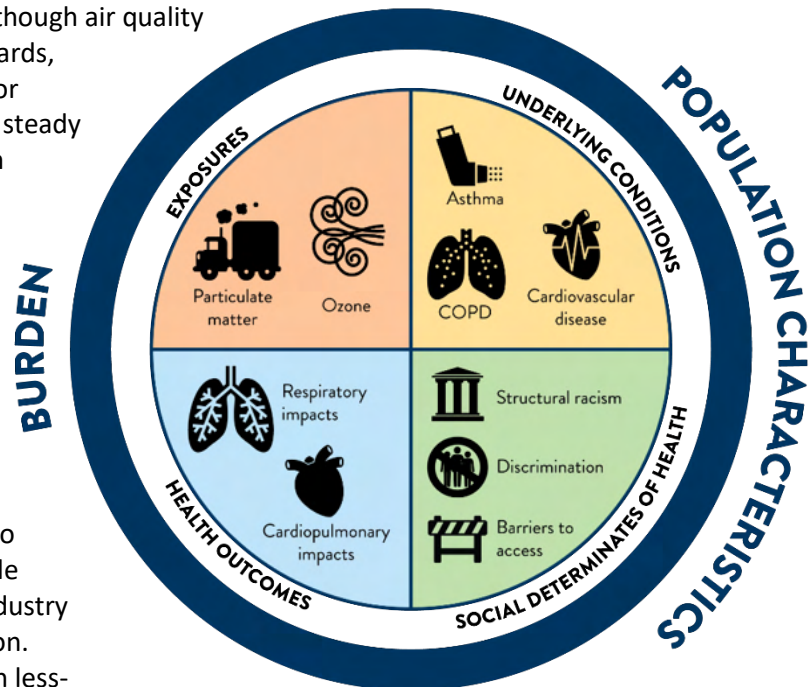 though air quality
ards,
or
steady
n
BURDEN
o
le
dustry
on.
n less-
POPULATION CHARACTERISTICS
EXPOSURES
Particulate
matter
Ozone
UNDERLYING CONDITIONS
Asthma
COPD
Cardiovascular
disease
HEALTH OUTCOMES
Respiratory
impacts
Cardiopulmonary
impacts
SOCIAL DETERMINATES OF HEALTH
Structural racism
Discrimination
Barriers to
access